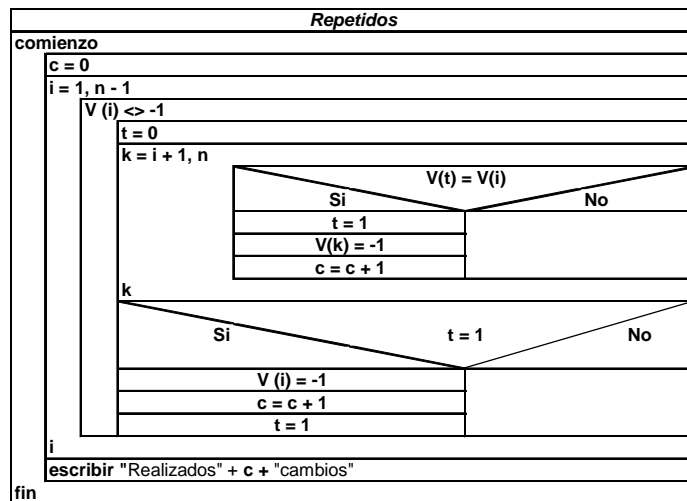 Repetidos
comienzo
c = 0
i = 1, n - 1
V (i) <> -1
t = 0
k = i + 1, n
V(t) = V(i)
Si No
t = 1
V(k) = -1
c = c + 1
k
Si t = 1 No
V (i) = -1
c = c + 1
t = 1
i
escribir "Realizados" + c + "cambios"
fin